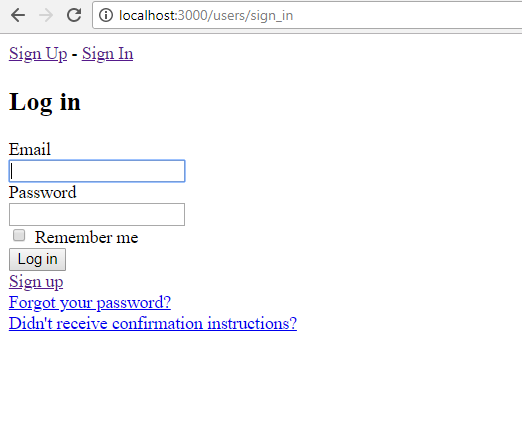 localhost:3000/users/sign_in
Sign Up - Sign In
Log in
Email
Password
Remember me
Log in
Sign up
Forgot your password?
Didn't receive confirmation instructions?